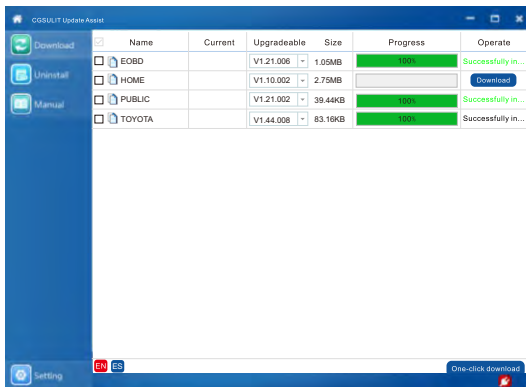 CGSULIT Update Assist
Download
Uninstall
Manual
Name Current Upgradeable Size Progress Operate
EOBD V1.21.006 1.05MB 100% Successfully in...
HOME V1.10.002 2.75MB Download
PUBLIC V1.21.002 39.44KB 100% Successfully in...
TOYOTA V1.44.008 83.16KB 100% Successfully in...
EN ES
One-click download
Setting